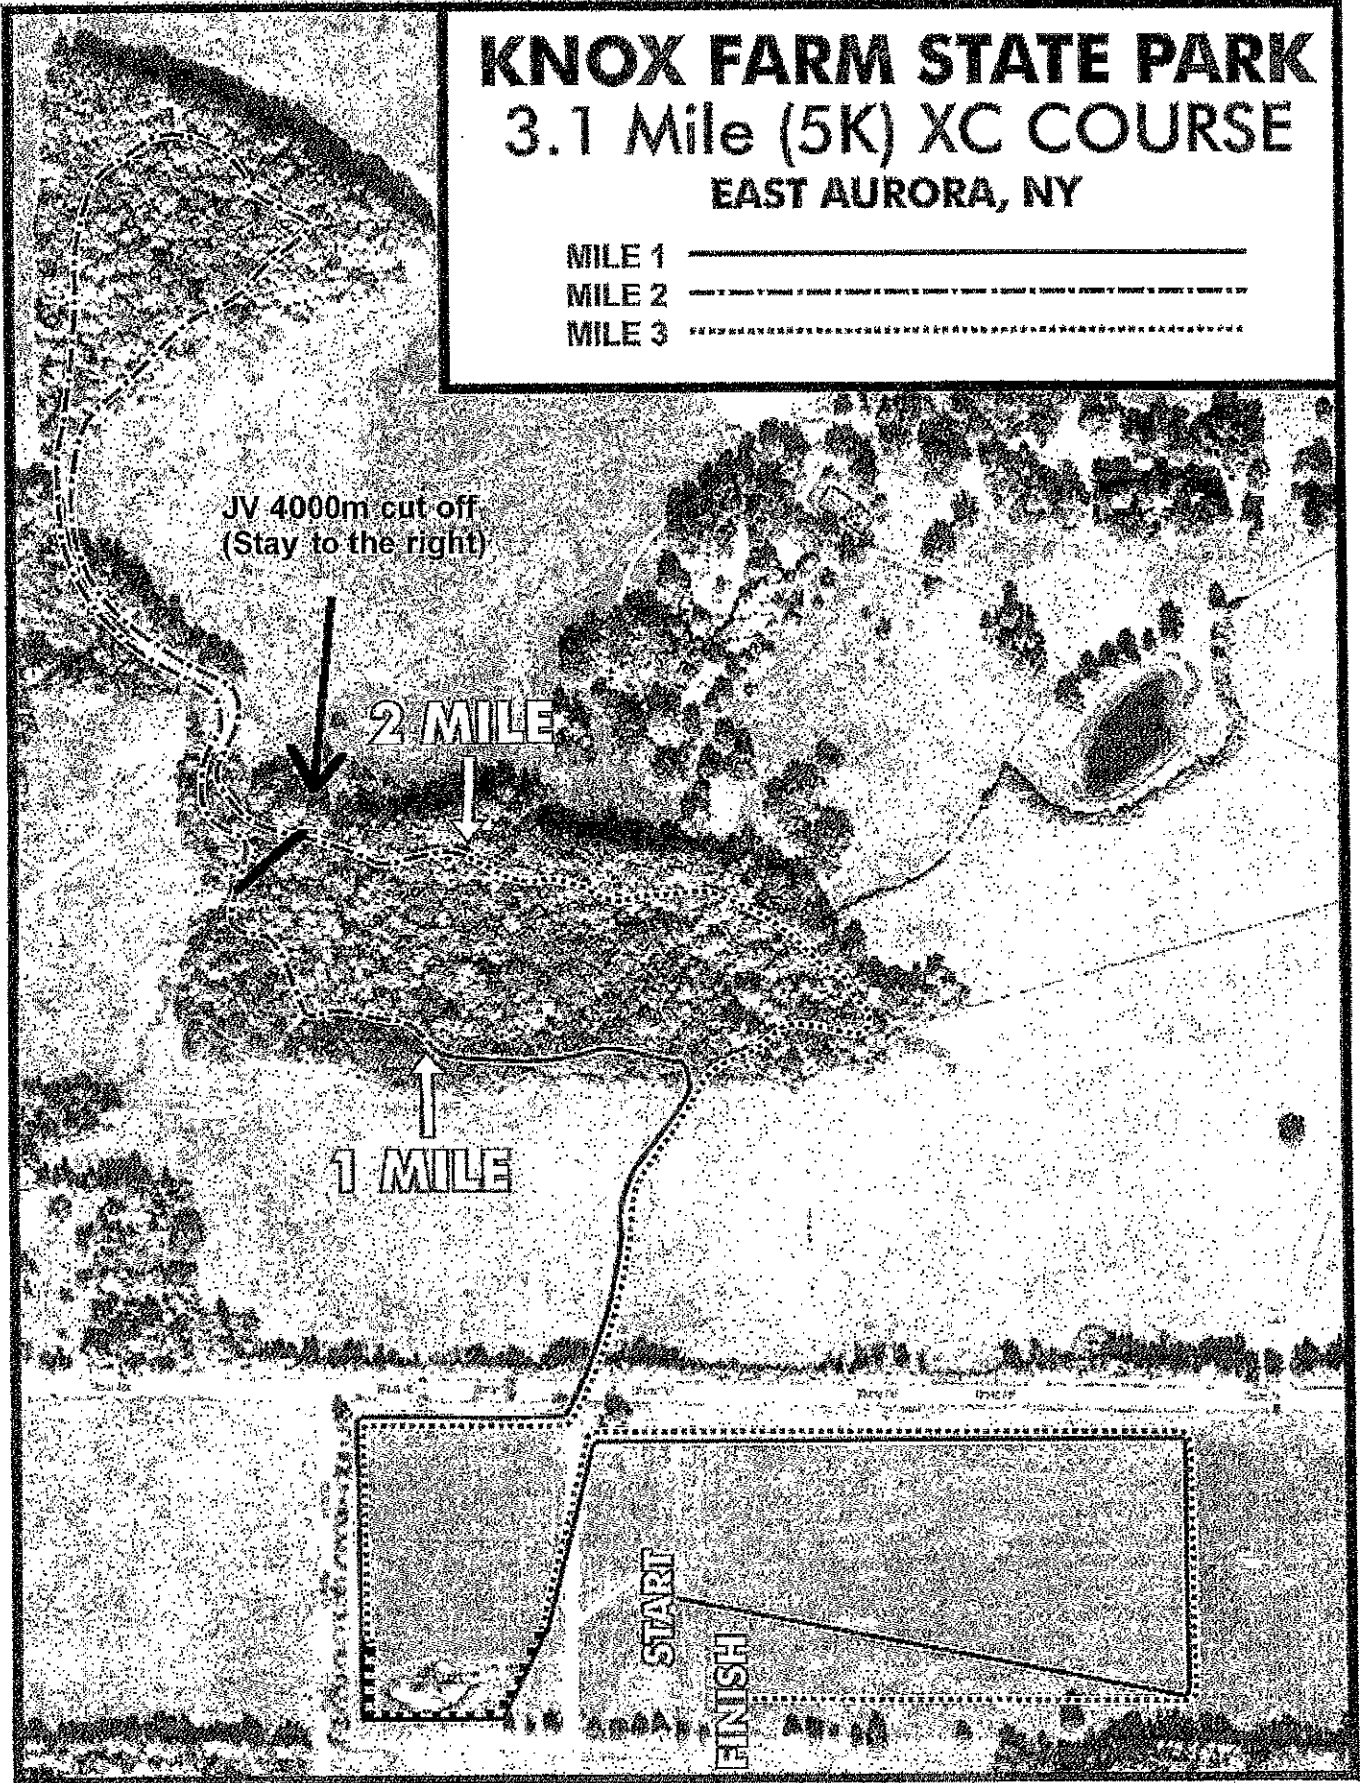 KNOX FARM STATE PARK
3.1 Mile (5K) XC COURSE
EAST AURORA, NY
MILE 1
MILE 2
MILE 3
JV 4000m cut off
(Stay to the right)
2 MILE
1 MILE
START
FINISH